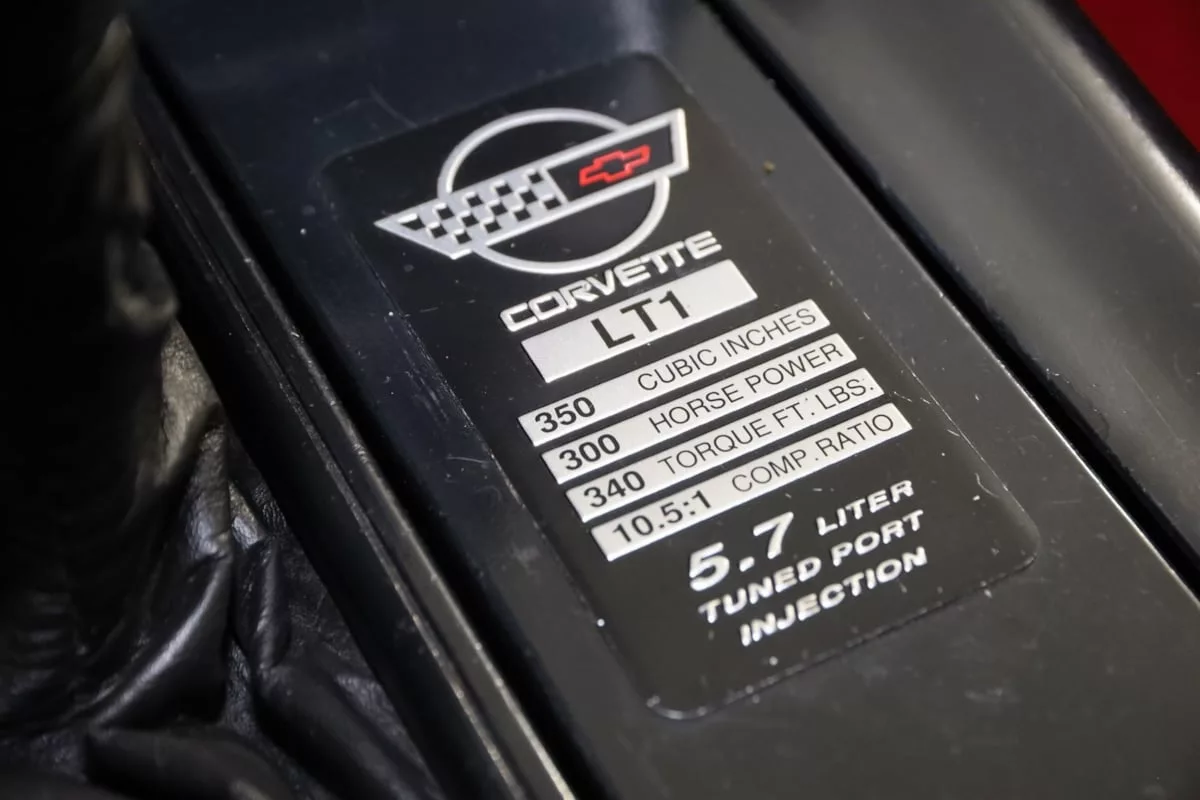 CORVETTE
LT1
350 CUBIC INCHES
300 HORSE POWER
340 TORQUE FT. LBS.
10.5:1 COMP. RATIO
5.7 LITER
TUNED PORT
INJECTION